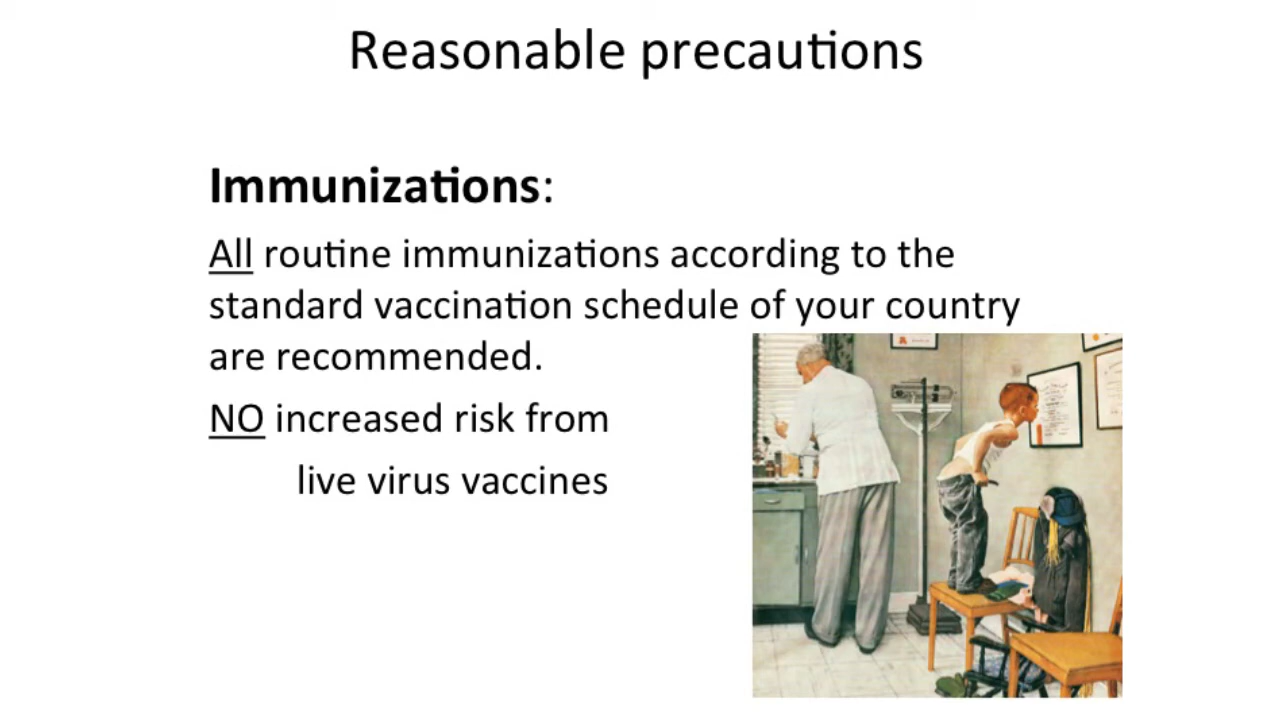 Reasonable precautions
Immunizations:
All routine immunizations according to the
standard vaccination schedule of your country
are recommended.
NO increased risk from
live virus vaccines